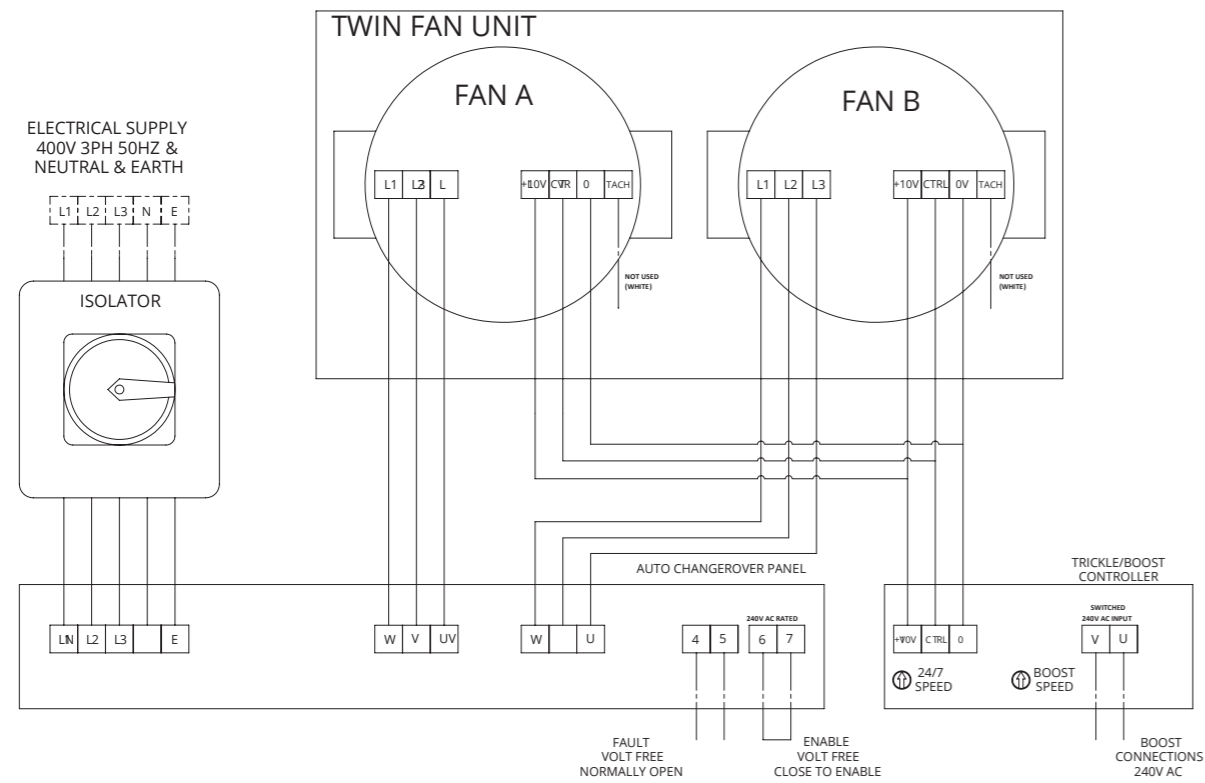 TWIN FAN UNIT
FAN A
FAN B
ELECTRICAL SUPPLY
400V 3PH 50HZ &
NEUTRAL & EARTH
L1 L2 L3 N E
ISOLATOR
L1 L
0 TACH
NOT USED
(WHITE)
L1 L2 L3
+10V CTRL 0V TACH
NOT USED
(WHITE)
AUTO CHANGEROVER PANEL
L2 L3 E
W V UV
W U
4 5
240V AC RATED
6 7
FAULT
VOLT FREE
NORMALLY OPEN
ENABLE
VOLT FREE
CLOSE TO ENABLE
TRICKLE/BOOST
CONTROLLER
CTRL 0
24/7
SPEED
BOOST
SPEED
SWITCHED
240V AC INPUT
V U
BOOST
CONNECTIONS
240V AC